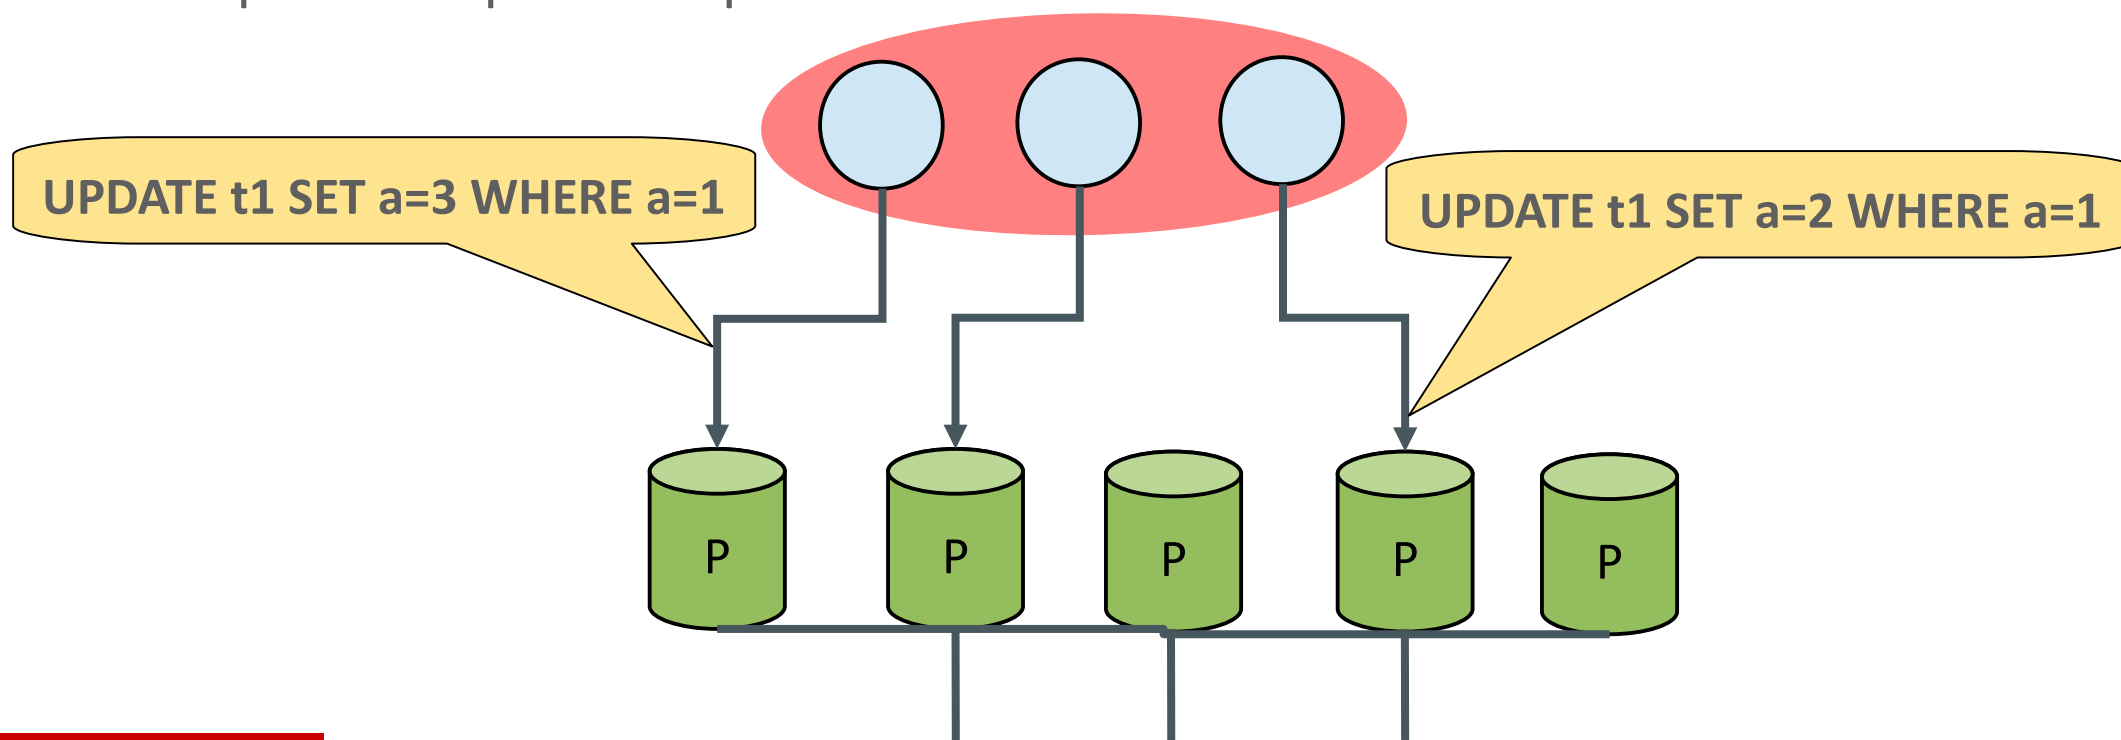 UPDATE t1 SET a=3 WHERE a=1
UPDATE t1 SET a=2 WHERE a=1
P P P P P